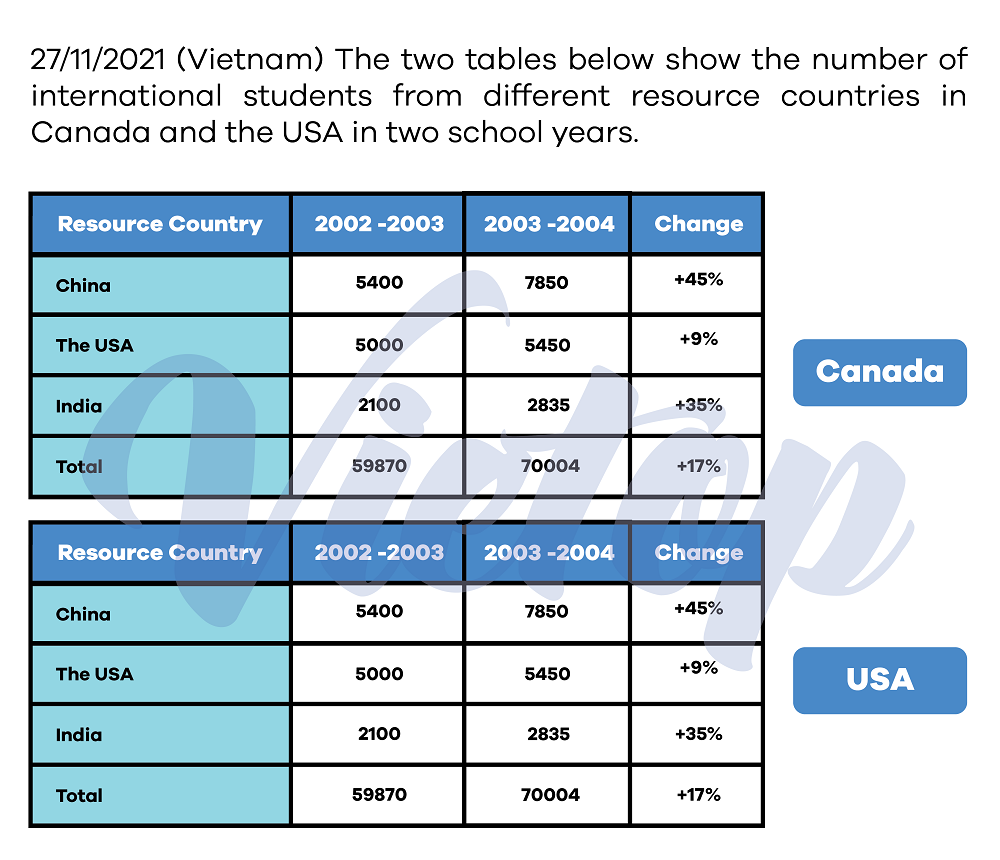 27/11/2021 (Vietnam) The two tables below show the number of
international students from different resource countries in
Canada and the USA in two school years.
Resource Country 2002 -2003 2003 -2004 Change
China 5400 7850 +45%
The USA 5000 5450 +9%
India 2100 2835 +35%
Total 59870 70004 +17%
Canada
Resource Country 2002 -2003 2003 -2004 Change
China 5400 7850 +45%
The USA 5000 5450 +9%
India 2100 2835 +35%
Total 59870 70004 +17%
USA
Vietop